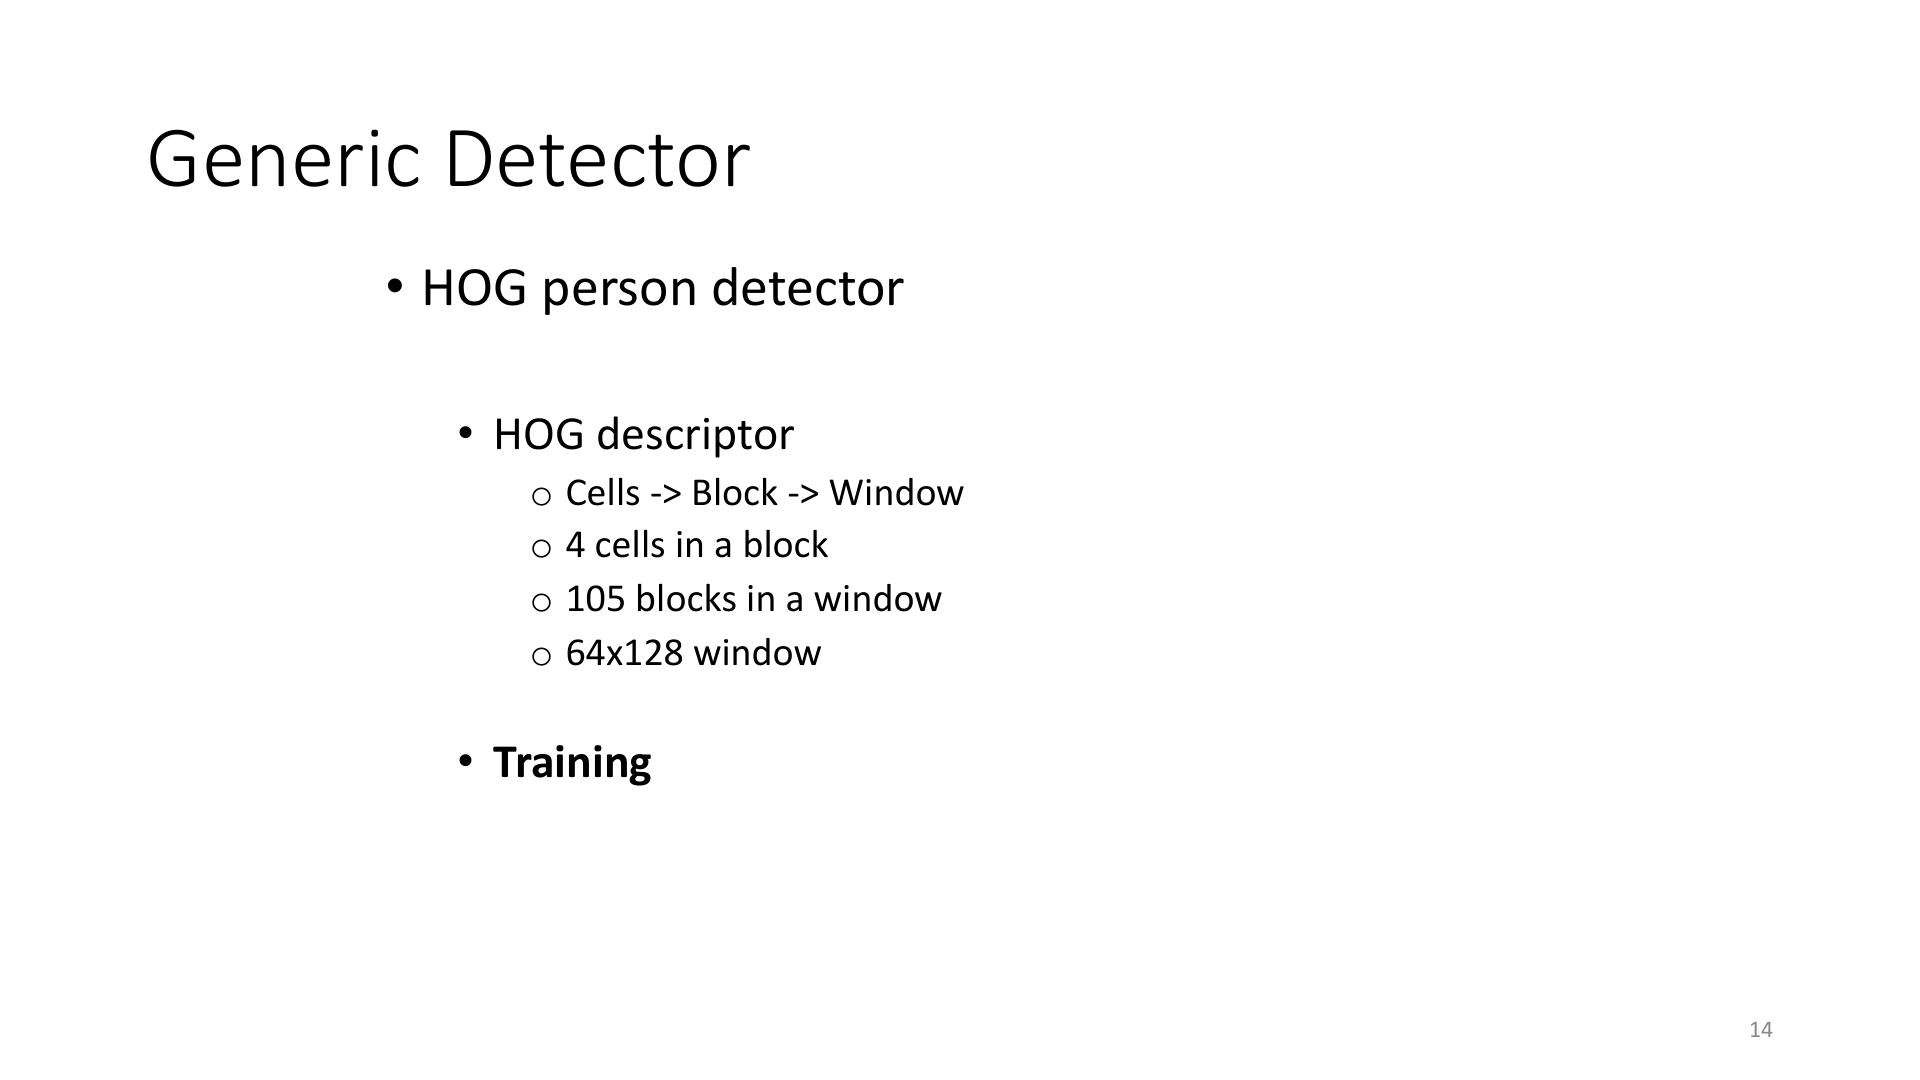 Generic Detector
• HOG person detector
• HOG descriptor
o Cells -> Block -> Window
o 4 cells in a block
o 105 blocks in a window
o 64x128 window
• Training
14